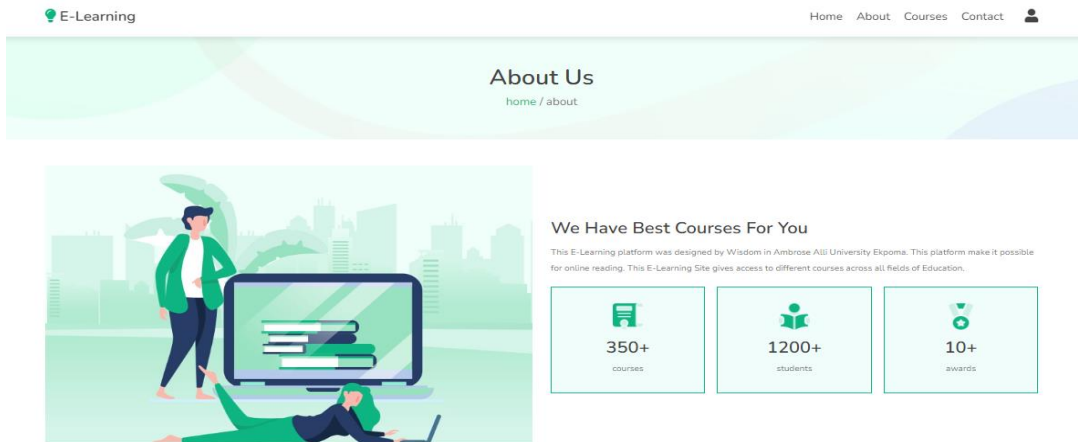 E-Learning
Home About Courses Contact
About Us
home / about
We Have Best Courses For You
This E-Learning platform was designed by Wisdom in Ambrose Alli University Ekpoma. This platform make it possible
for online reading. This E-Learning Site gives access to different courses across all fields of Education.
350+
courses
1200+
students
10+
awards